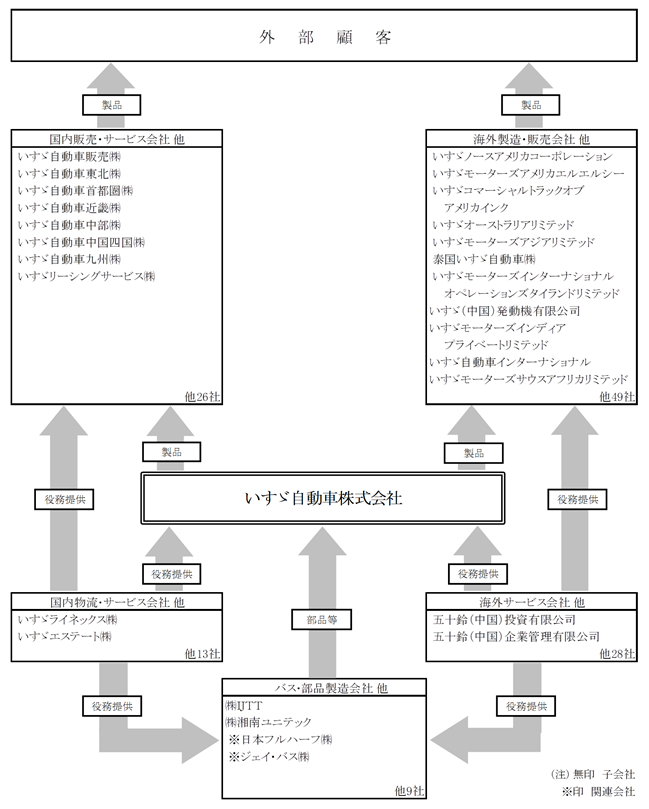 外部顧客
製品
製品
国内販売・サービス会社 他
いすゞ自動車販売㈱
いすゞ自動車東北㈱
いすゞ自動車首都圏㈱
いすゞ自動車近畿㈱
いすゞ自動車中部㈱
いすゞ自動車中国四国㈱
いすゞ自動車九州㈱
いすゞリーシングサービス㈱
他26社
海外製造・販売会社 他
いすゞノースアメリカコーポレーション
いすゞモーターズアメリカエルエルシー
いすゞコマーシャルトラックオブ
アメリカインク
いすゞオーストラリアリミテッド
いすゞモーターズアジアリミテッド
泰国いすゞ自動車㈱
いすゞモーターズインターナショナル
オペレーションズタイランドリミテッド
いすゞ（中国）発動機有限公司
いすゞモーターズインディア
プライベートリミテッド
いすゞ自動車インターナショナル
いすゞモーターズサウスアフリカリミテッド
他49社
製品
製品
役務提供
いすゞ自動車株式会社
役務提供
役務提供
役務提供
国内物流・サービス会社 他
いすゞライネックス㈱
いすゞエステート㈱
他13社
部品等
海外サービス会社 他
五十鈴（中国）投資有限公司
五十鈴（中国）企業管理有限公司
他28社
役務提供
役務提供
バス・部品製造会社 他
㈱IJTT
㈱湘南ユニテック
※日本フルハーフ㈱
※ジェイ・バス㈱
他9社
（注）無印 子会社
※印 関連会社